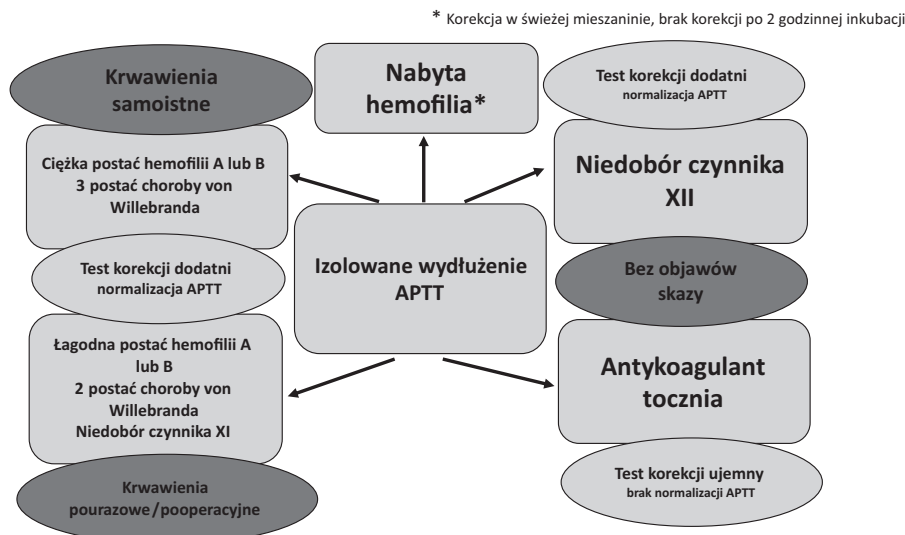 * Korekcja w świeżej mieszaninie, brak korekcji po 2 godzinnej inkubacji
Krwawienia
samoistne
Ciężka postać hemofilii A lub B
3 postać choroby von
Willebranda
Test korekcji dodatni
normalizacja APTT
Łagodna postać hemofilii A
lub B
2 postać choroby von
Willebranda
Niedobór czynnika XI
Krwawienia
pourazowe/pooperacyjne
Nabyta
hemofilia*
Izolowane wydłużenie
APTT
Test korekcji dodatni
normalizacja APTT
Niedobór czynnika
XII
Bez objawów
skazy
Antykoagulant
tocznia
Test korekcji ujemny
brak normalizacji APTT